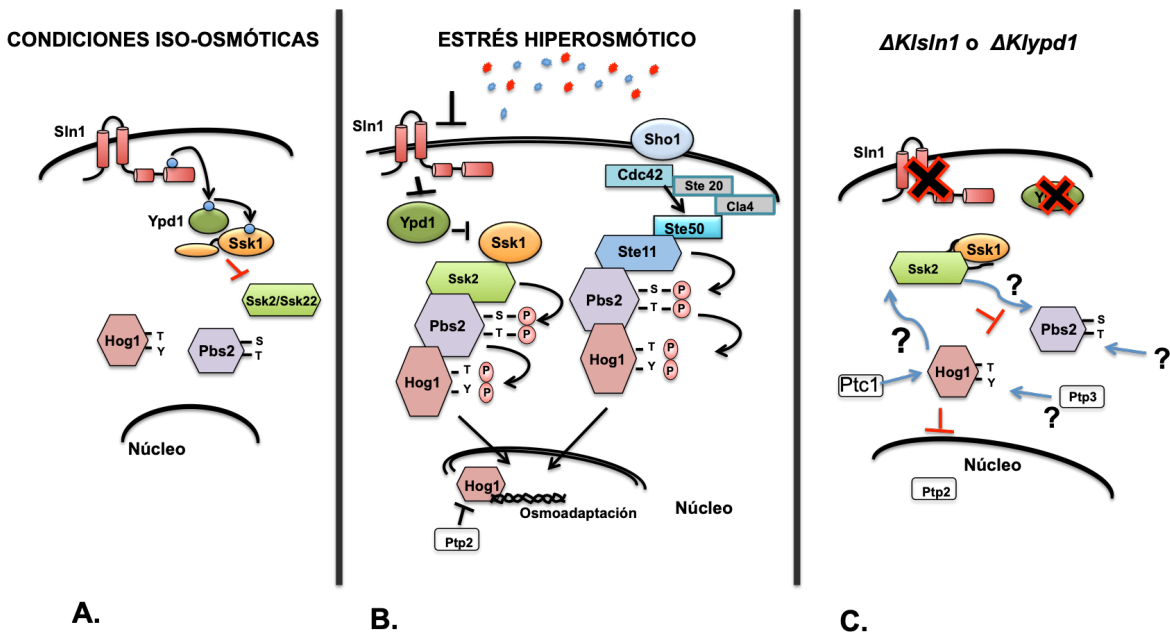 CONDICIONES ISO-OSMÓTICAS
Sln1
Ypd1
Ssk1
Ssk2/Ssk22
Hog1
T
Y
Pbs2
S
T
Núcleo
A.
ESTRÉS HIPEROSMÓTICO
Sln1
Ypd1
Ssk1
Ssk2
Pbs2
S P
T P
Hog1
T P
Y P
Sho1
Cdc42
Ste 20
Cla4
Ste50
Ste11
Pbs2
S P
T P
Hog1
T P
Y P
Hog1
Osmoadaptación
Núcleo
Ptp2
B.
ΔKlsln1 o ΔKlypd1
Sln1
Ssk1
Ssk2
?
?
Pbs2
S
T
?
Ptc1
Hog1
T
Y
Ptp3
?
Núcleo
Ptp2
C.